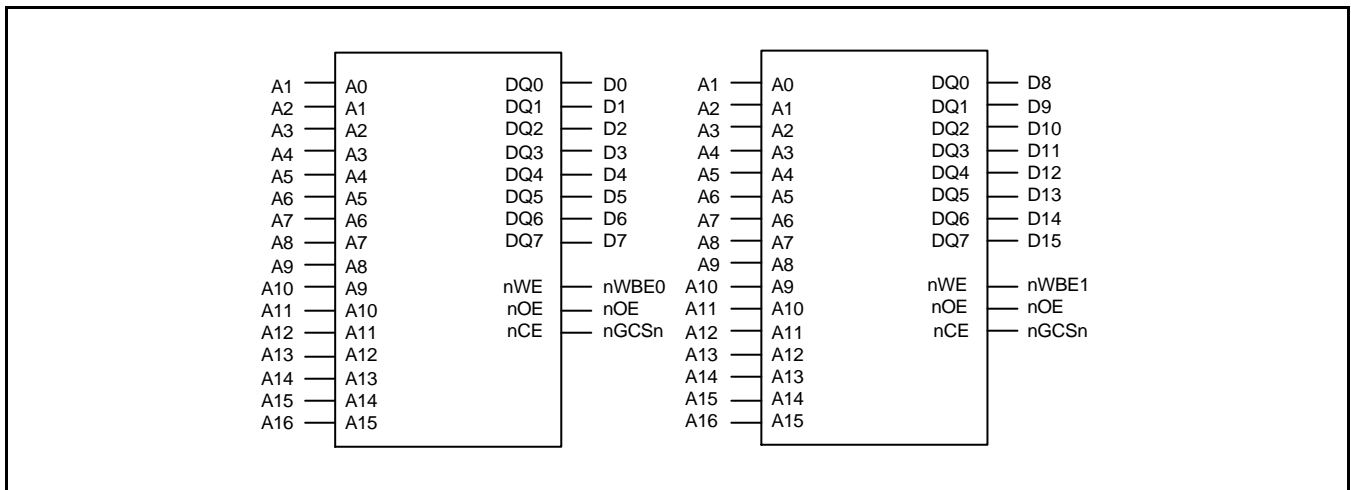 A1 A0 DQ0 D0 A1 A0 DQ0 D8
A2 A1 DQ1 D1 A2 A1 DQ1 D9
A3 A2 DQ2 D2 A3 A2 DQ2 D10
A4 A3 DQ3 D3 A4 A3 DQ3 D11
A5 A4 DQ4 D4 A5 A4 DQ4 D12
A6 A5 DQ5 D5 A6 A5 DQ5 D13
A7 A6 DQ6 D6 A7 A6 DQ6 D14
A8 A7 DQ7 D7 A8 A7 DQ7 D15
A9 A8 A9 A8
A10 A9 nWE nWBE0 A10 A9 nWE nWBE1
A11 A10 nOE nOE A11 A10 nOE nOE
A12 A11 nCE nGCSn A12 A11 nCE nGCSn
A13 A12 A13 A12
A14 A13 A14 A13
A15 A14 A15 A14
A16 A15 A16 A15